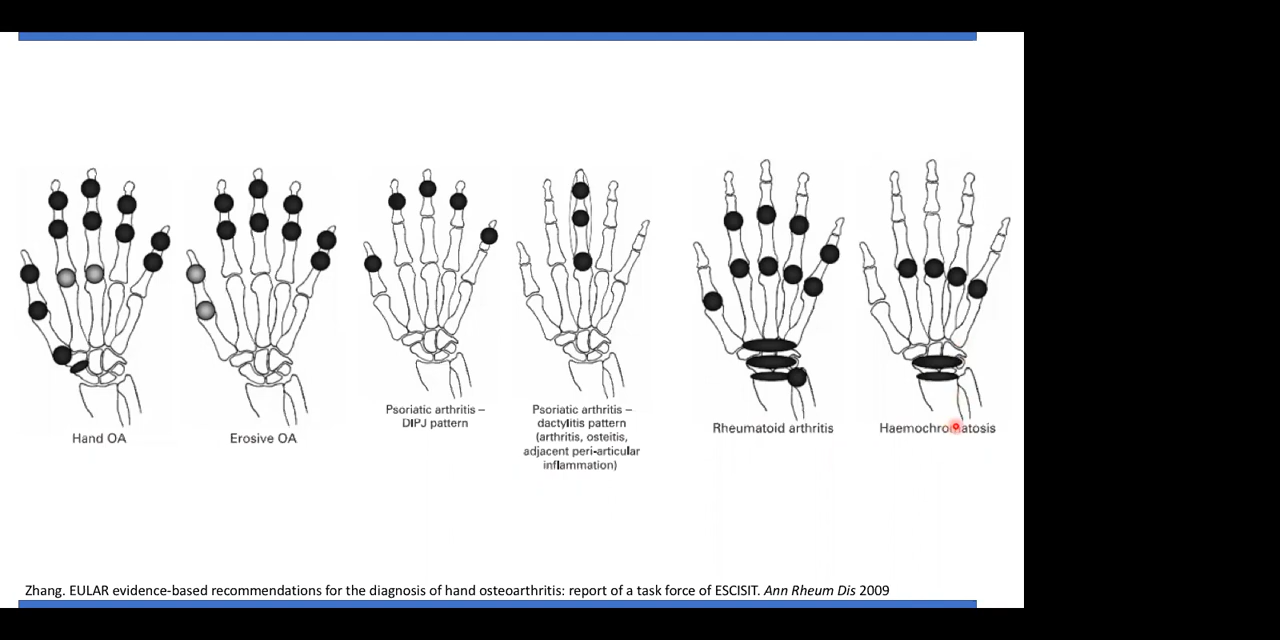 Hand OA
Erosive OA
Psoriatic arthritis –
DIPJ pattern
Psoriatic arthritis –
dactylitis pattern
(arthritis, osteitis,
adjacent peri-articular
inflammation)
Rheumatoid arthritis
Haemochromatosis
Zhang. EULAR evidence-based recommendations for the diagnosis of hand osteoarthritis: report of a task force of ESCISIT. Ann Rheum Dis 2009